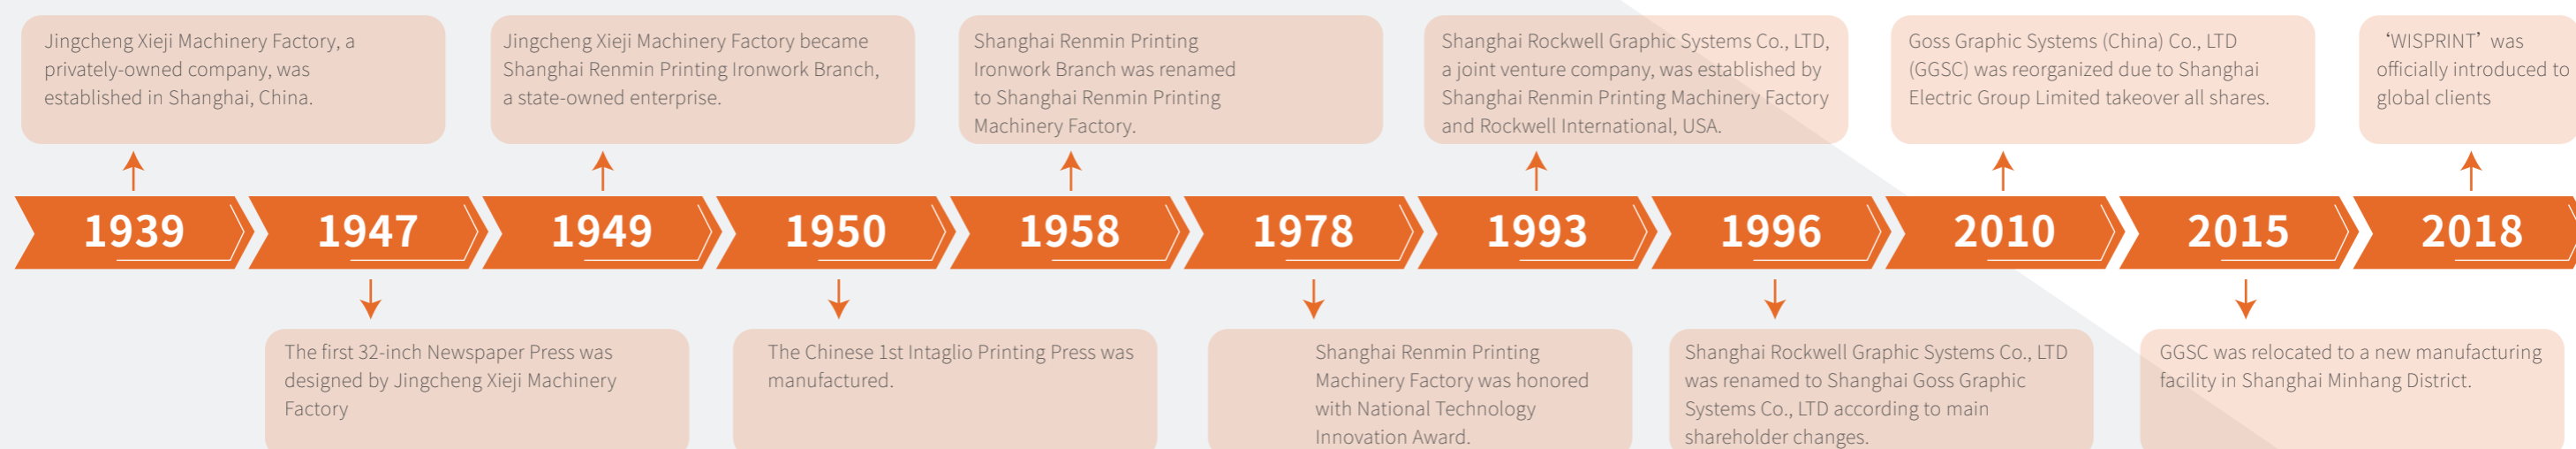 Jingcheng Xieji Machinery Factory, a
privately-owned company, was
established in Shanghai, China.
Jingcheng Xieji Machinery Factory became
Shanghai Renmin Printing Ironwork Branch,
a state-owned enterprise.
Shanghai Renmin Printing
Ironwork Branch was renamed
to Shanghai Renmin Printing
Machinery Factory.
Shanghai Rockwell Graphic Systems Co., LTD,
a joint venture company, was established by
Shanghai Renmin Printing Machinery Factory
and Rockwell International, USA.
Goss Graphic Systems (China) Co., LTD
(GGSC) was reorganized due to Shanghai
Electric Group Limited takeover all shares.
‘WISPRINT’ was
officially introduced to
global clients
1939
1947
1949
1950
1958
1978
1993
1996
2010
2015
2018
The first 32-inch Newspaper Press was
designed by Jingcheng Xieji Machinery
Factory
The Chinese 1st Intaglio Printing Press was
manufactured.
Shanghai Renmin Printing
Machinery Factory was honored
with National Technology
Innovation Award.
Shanghai Rockwell Graphic Systems Co., LTD
was renamed to Shanghai Goss Graphic
Systems Co., LTD according to main
shareholder changes.
GGSC was relocated to a new manufacturing
facility in Shanghai Minhang District.